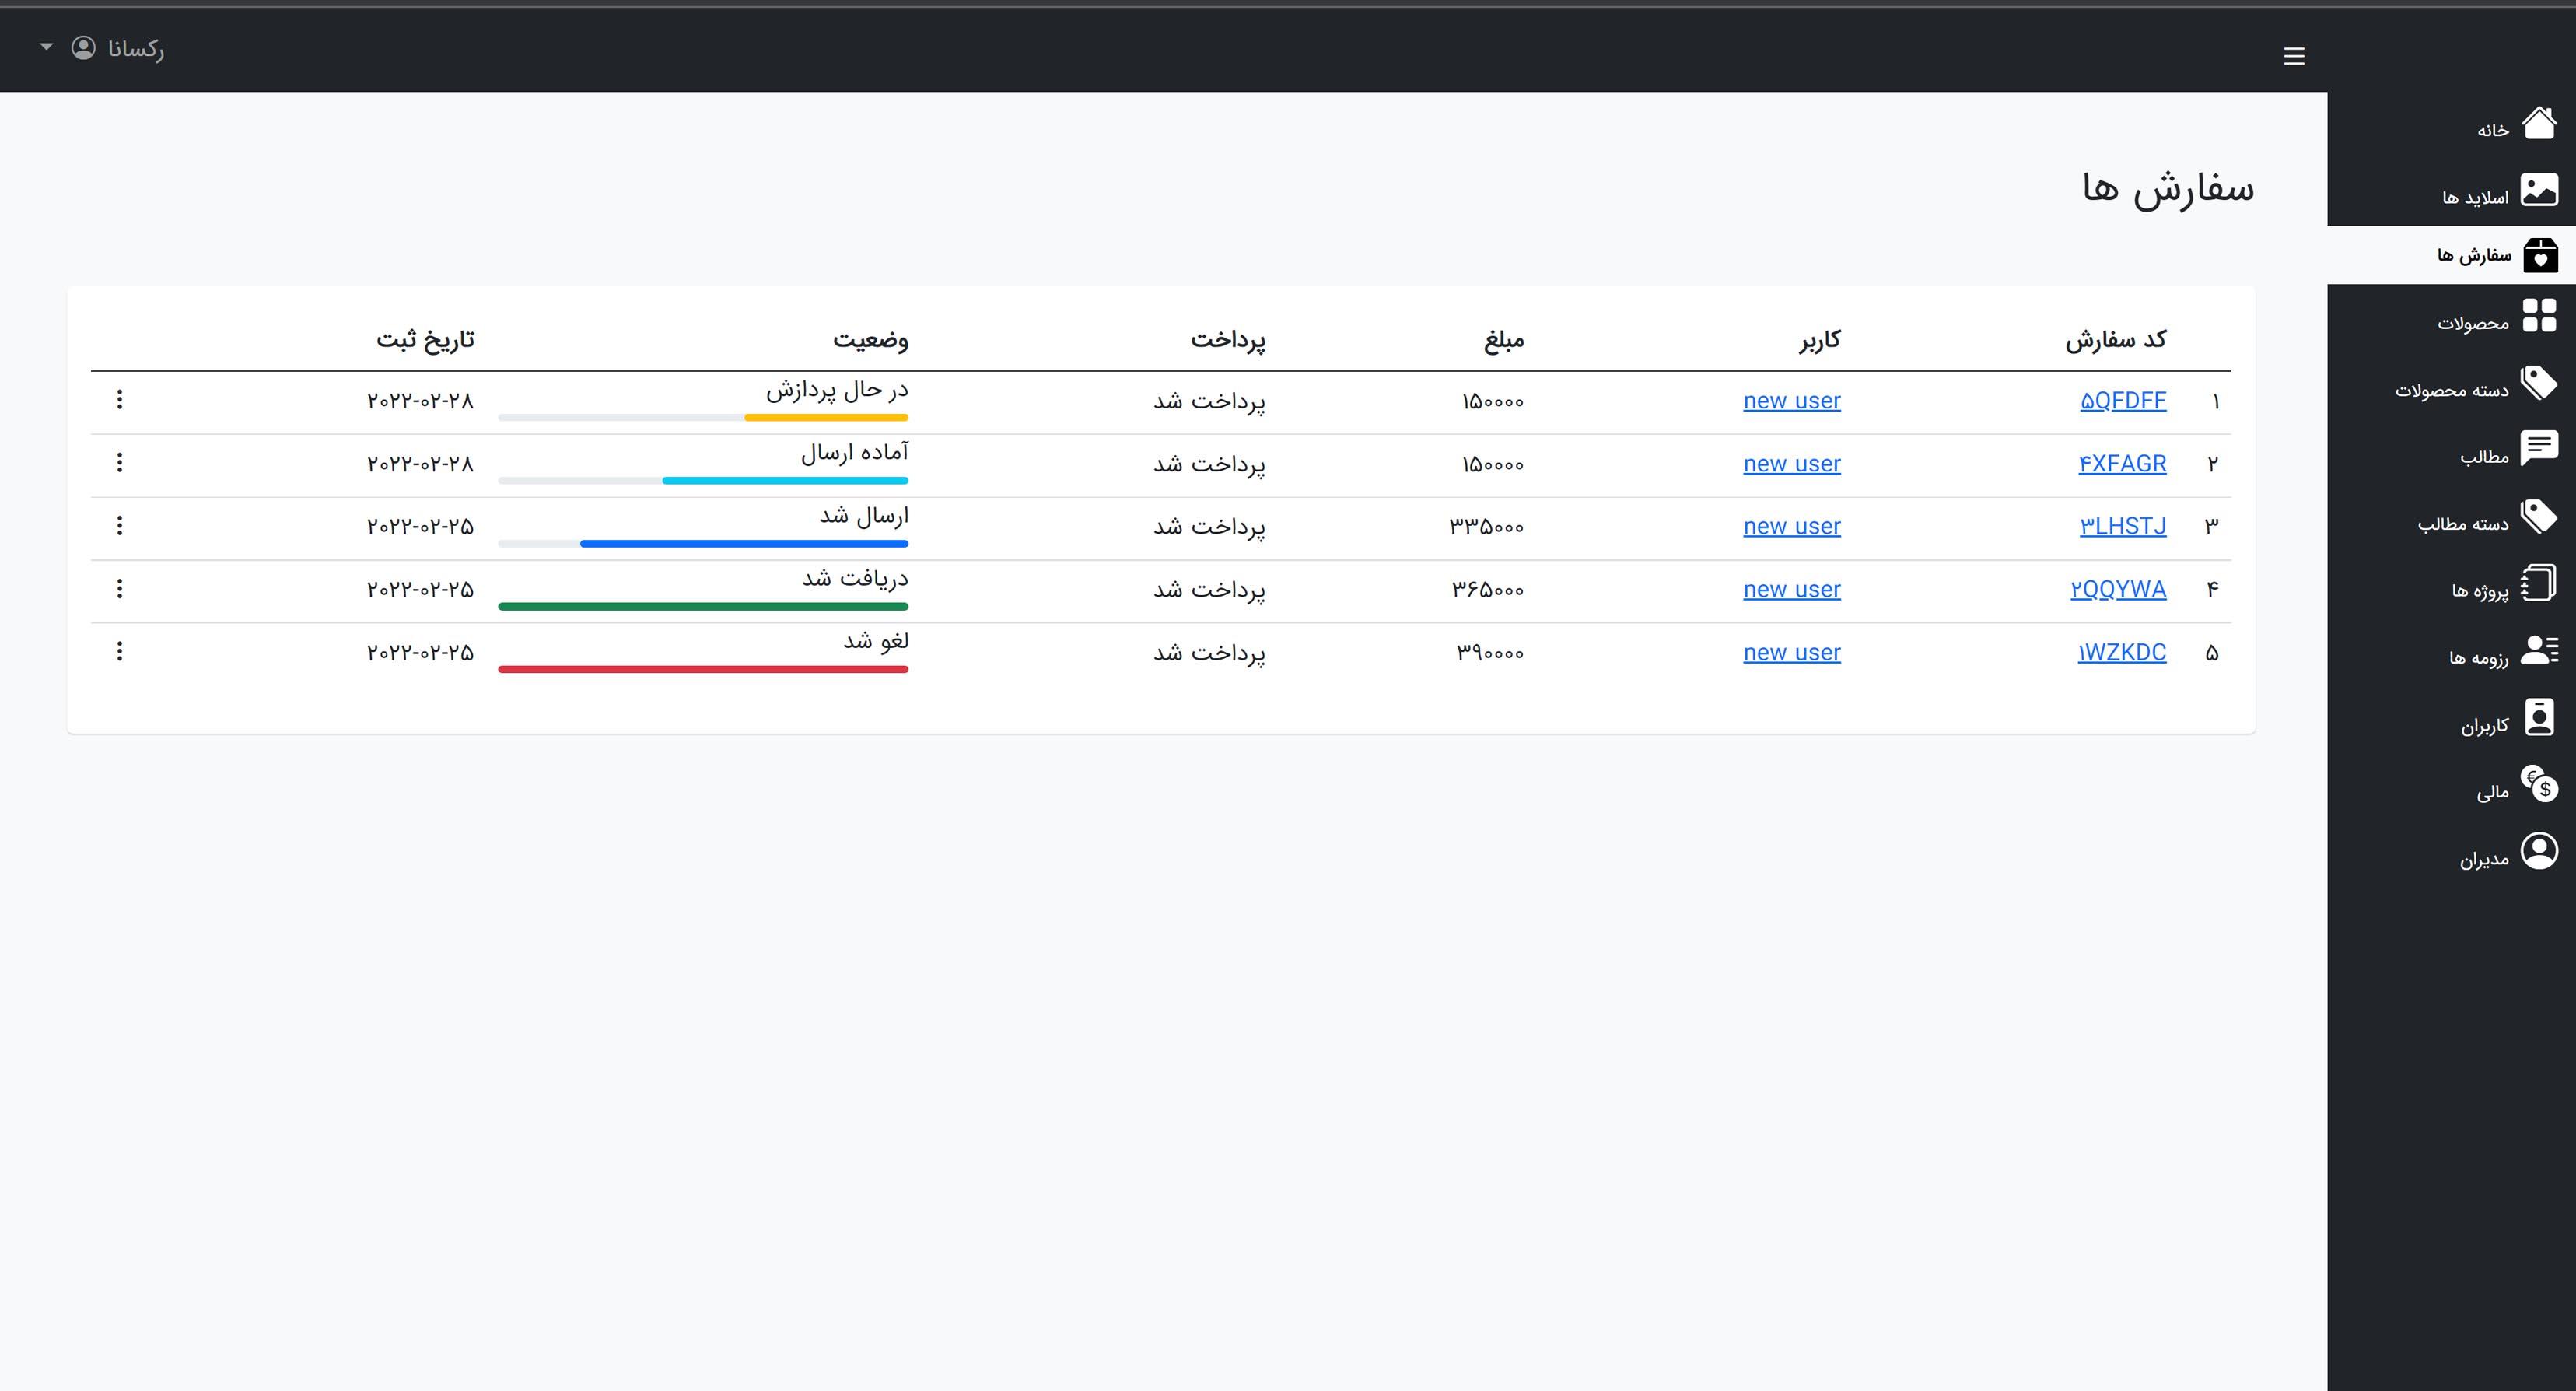 رکسانا
خانه
اسلاید ها
سفارش ها
محصولات
دسته محصولات
مطالب
دسته مطالب
پروژه ها
رزومه ها
کاربران
مالی
مدیران
سفارش ها
کد سفارش کاربر مبلغ پرداخت وضعیت تاریخ ثبت
۱ ۵QFDFF new user ۱۵۰۰۰۰ پرداخت شد در حال پردازش ۲۰۲۲-۰۲-۲۸
۲ ۴XFAGR new user ۱۵۰۰۰۰ پرداخت شد آماده ارسال ۲۰۲۲-۰۲-۲۸
۳ ۳LHSTJ new user ۳۳۵۰۰۰ پرداخت شد ارسال شد ۲۰۲۲-۰۲-۲۵
۴ ۲QQYWA new user ۳۶۵۰۰۰ پرداخت شد دریافت شد ۲۰۲۲-۰۲-۲۵
۵ ۱WZKDC new user ۳۹۰۰۰۰ پرداخت شد لغو شد ۲۰۲۲-۰۲-۲۵